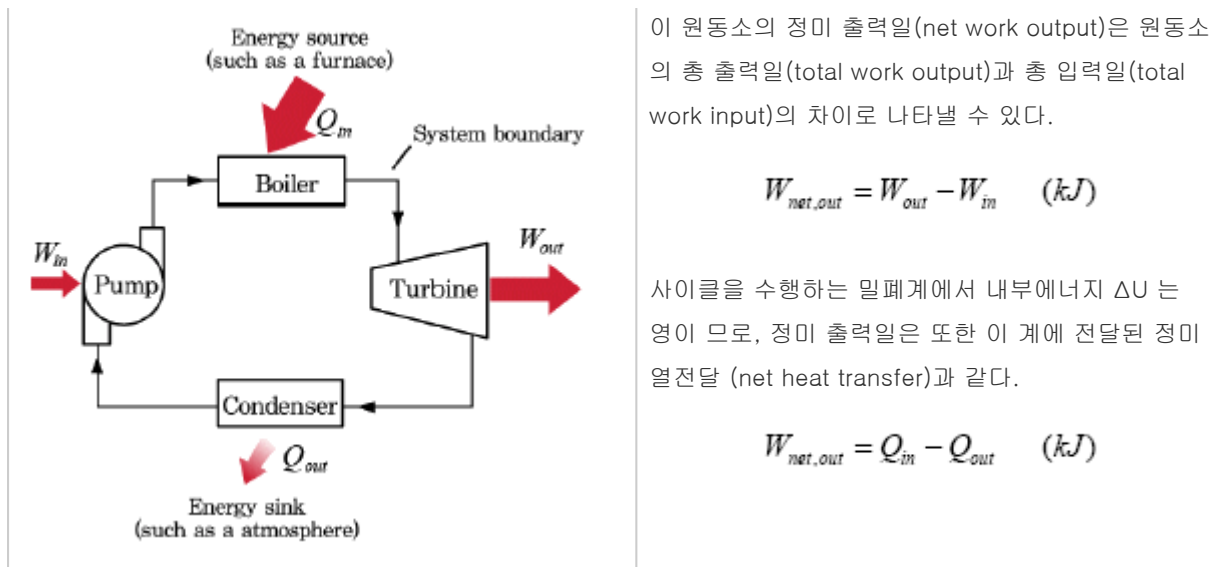 Energy source
(such as a furnace)
Q_in
System boundary
Boiler
W_in
W_out
Pump
Turbine
Condenser
Q_out
Energy sink
(such as a atmosphere)
이 원동소의 정미 출력일(net work output)은 원동소
의 총 출력일(total work output)과 총 입력일(total
work input)의 차이로 나타낼 수 있다.
W_net,out = W_out − W_in (kJ)
사이클을 수행하는 밀폐계에서 내부에너지 ΔU 는
영이 므로, 정미 출력일은 또한 이 계에 전달된 정미
열전달 (net heat transfer)과 같다.
W_net,out = Q_in − Q_out (kJ)